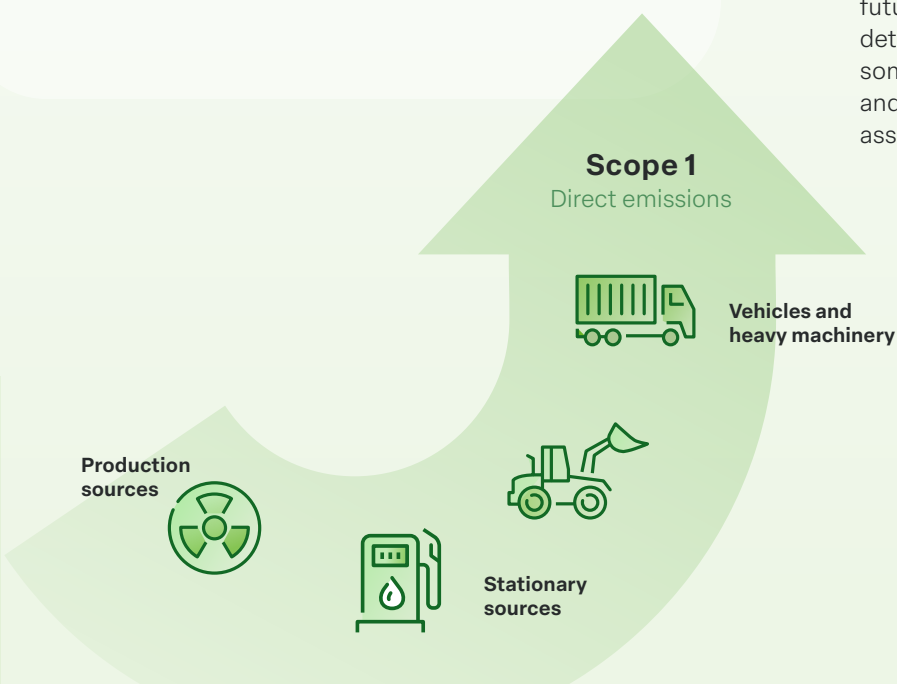 Scope 1
Direct emissions
Vehicles and
heavy machinery
Production
sources
Stationary
sources